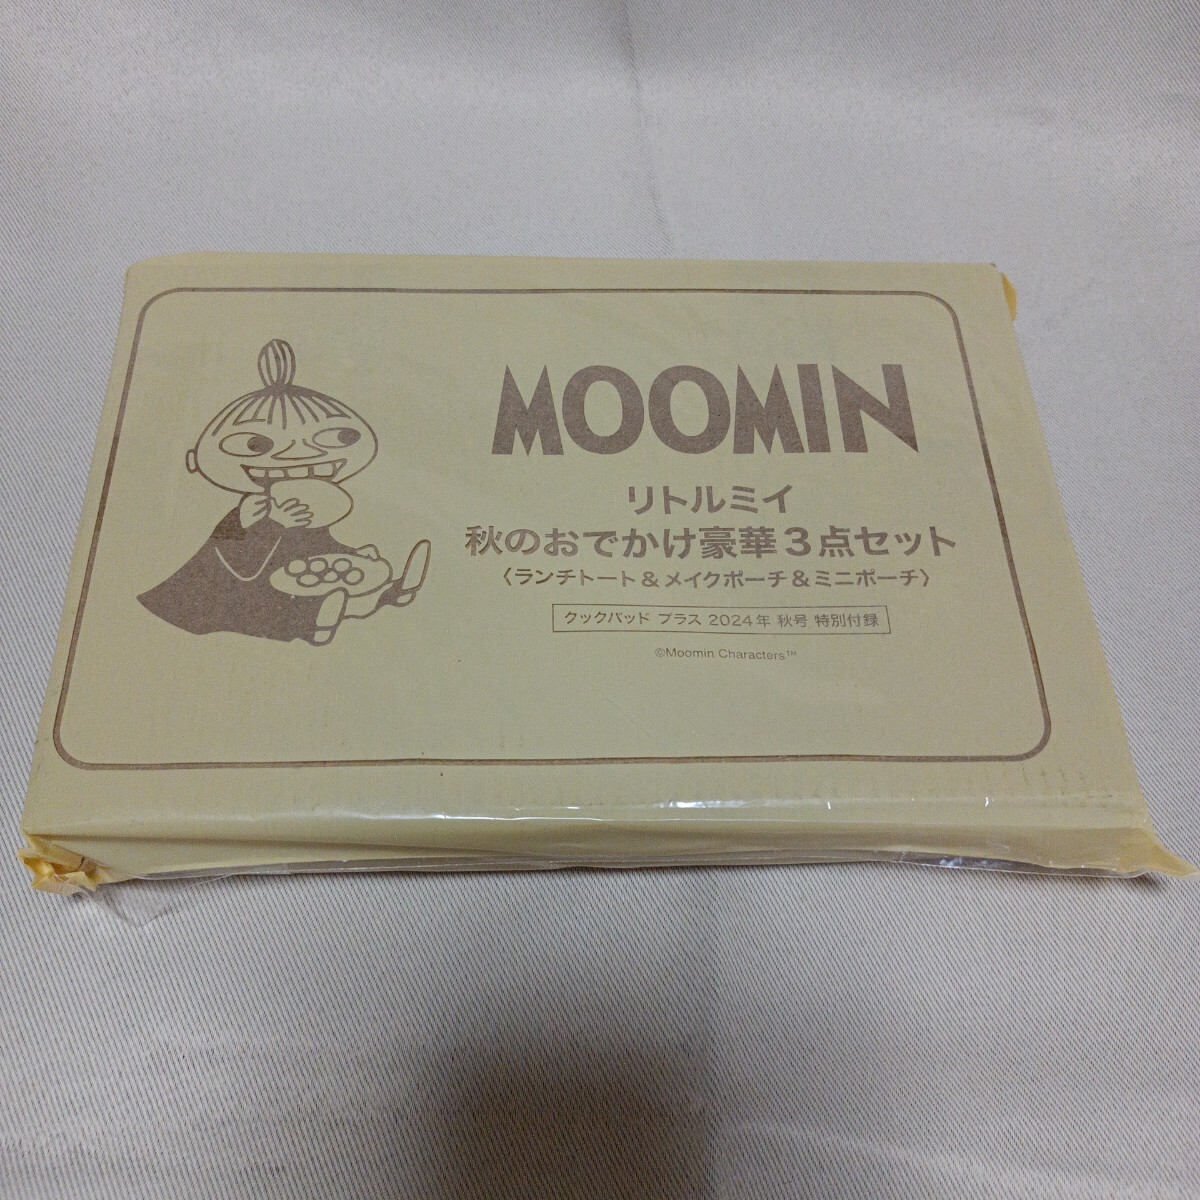 MOOMIN
リトルミイ
秋のおでかけ豪華3点セット
〈ランチトート&メイクポーチ&ミニポーチ〉
クックパッド プラス 2024年 秋号 特別付録
©Moomin Characters™